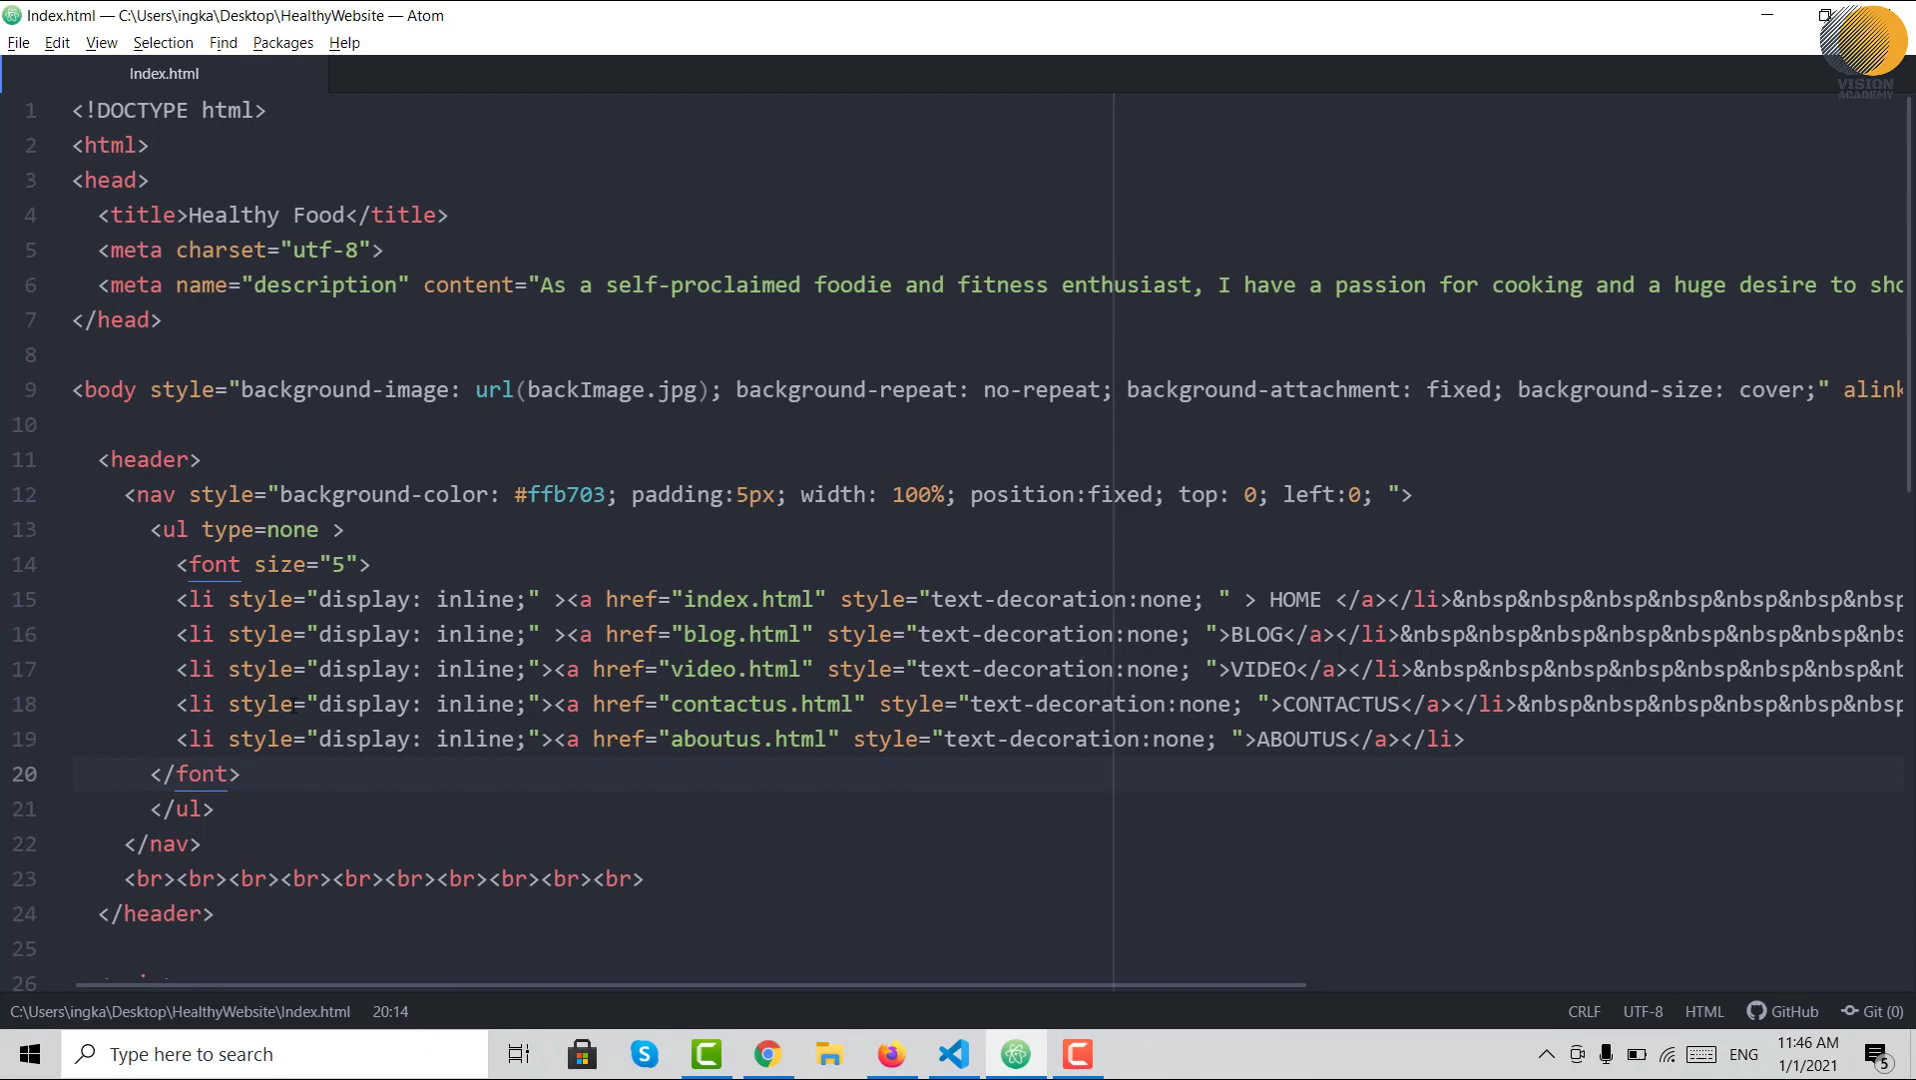 Index.html — C:\Users\ingka\Desktop\HealthyWebsite — Atom
File Edit View Selection Find Packages Help
VISION
ACADEMY
Index.html
1 <!DOCTYPE html>
2 <html>
3 <head>
4 <title>Healthy Food</title>
5 <meta charset="utf-8">
6 <meta name="description" content="As a self-proclaimed foodie and fitness enthusiast, I have a passion for cooking and a huge desire to sho
7 </head>
8
9 <body style="background-image: url(backImage.jpg); background-repeat: no-repeat; background-attachment: fixed; background-size: cover;" alink
10
11 <header>
12 <nav style="background-color: #ffb703; padding:5px; width: 100%; position:fixed; top: 0; left:0; ">
13 <ul type=none >
14 <font size="5">
15 <li style="display: inline;" ><a href="index.html" style="text-decoration:none; " > HOME </a></li>&nbsp&nbsp&nbsp&nbsp&nbsp&nbsp&nbsp
16 <li style="display: inline;" ><a href="blog.html" style="text-decoration:none; ">BLOG</a></li>&nbsp&nbsp&nbsp&nbsp&nbsp&nbsp&nbsp&nbs
17 <li style="display: inline;"><a href="video.html" style="text-decoration:none; ">VIDEO</a></li>&nbsp&nbsp&nbsp&nbsp&nbsp&nbsp&nbsp&nb
18 <li style="display: inline;"><a href="contactus.html" style="text-decoration:none; ">CONTACTUS</a></li>&nbsp&nbsp&nbsp&nbsp&nbsp&nbsp
19 <li style="display: inline;"><a href="aboutus.html" style="text-decoration:none; ">ABOUTUS</a></li>
20 </font>
21 </ul>
22 </nav>
23 <br><br><br><br><br><br><br><br><br><br>
24 </header>
25
26
C:\Users\ingka\Desktop\HealthyWebsite\Index.html 20:14 CRLF UTF-8 HTML GitHub Git (0)
Type here to search ENG 11:46 AM
1/1/2021 5